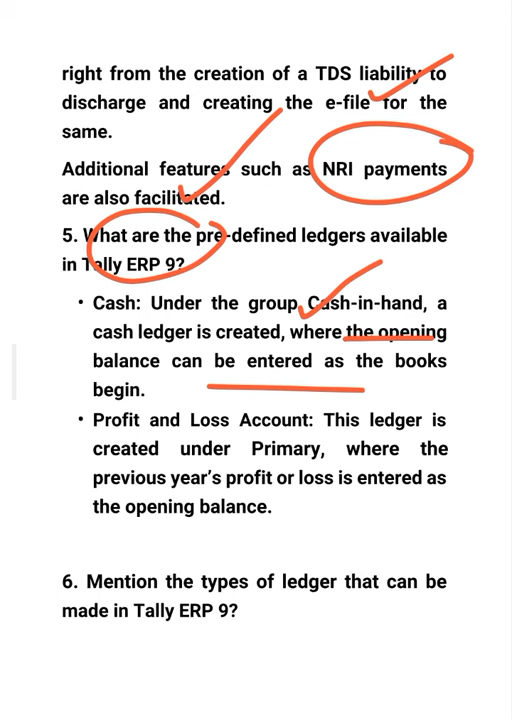 right from the creation of a TDS liability to
discharge and creating the e-file for the
same.
Additional features such as NRI payments
are also facilitated.
5. What are the pre-defined ledgers available
in Tally ERP 9?
• Cash: Under the group Cash-in-hand, a
cash ledger is created, where the opening
balance can be entered as the books
begin.
• Profit and Loss Account: This ledger is
created under Primary, where the
previous year’s profit or loss is entered as
the opening balance.
6. Mention the types of ledger that can be
made in Tally ERP 9?